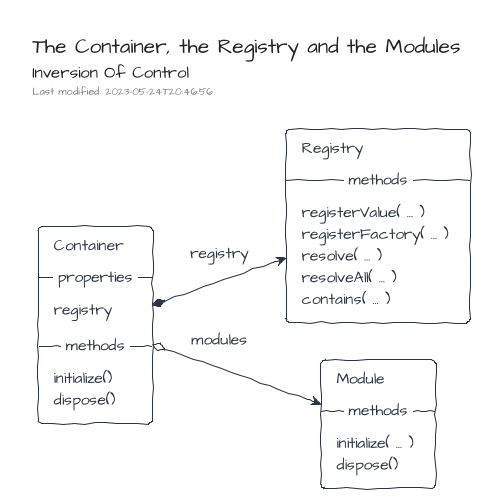 The Container, the Registry and the Modules
Inversion Of Control
Last modified: 2023-05-24T20:46:56
Registry
methods
registerValue( ... )
registerFactory( ... )
resolve( ... )
resolveAll( ... )
contains( ... )
Container
properties
registry
methods
initialize()
dispose()
registry
modules
Module
methods
initialize( ... )
dispose()